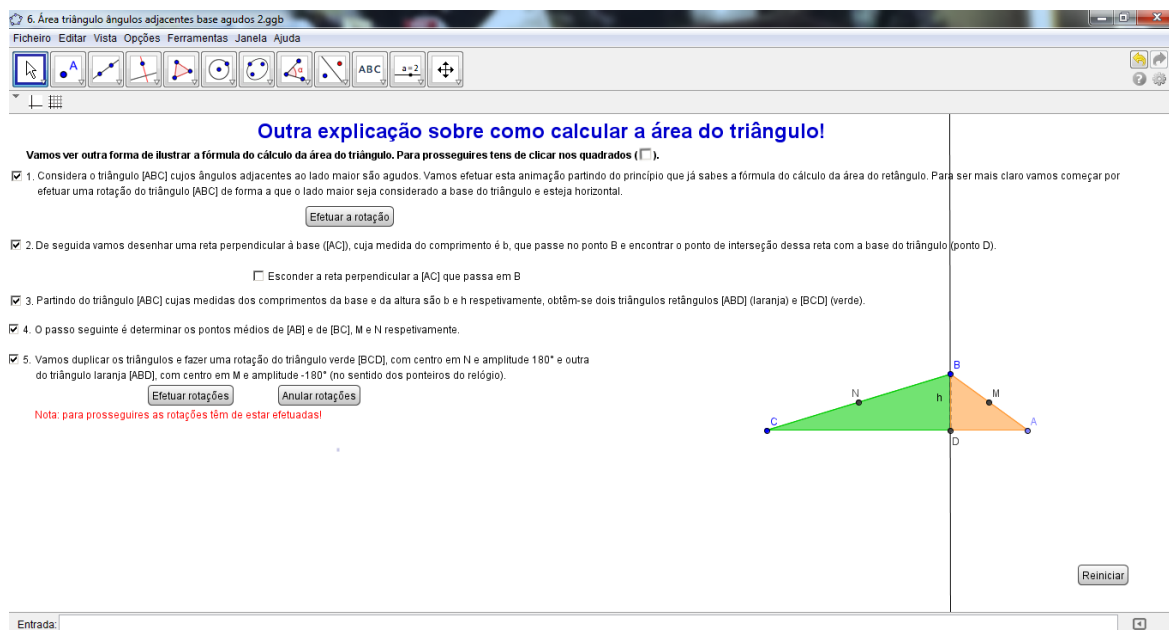 6. Área triângulo ângulos adjacentes base agudos 2.ggb
Ficheiro Editar Vista Opções Ferramentas Janela Ajuda
A
α
ABC
a=2
Outra explicação sobre como calcular a área do triângulo!
Vamos ver outra forma de ilustrar a fórmula do cálculo da área do triângulo. Para prosseguires tens de clicar nos quadrados ( ).
1. Considera o triângulo [ABC] cujos ângulos adjacentes ao lado maior são agudos. Vamos efetuar esta animação partindo do princípio que já sabes a fórmula do cálculo da área do retângulo. Para ser mais claro vamos começar por
efetuar uma rotação do triângulo [ABC] de forma a que o lado maior seja considerado a base do triângulo e esteja horizontal.
Efetuar a rotação
2. De seguida vamos desenhar uma reta perpendicular à base ([AC]), cuja medida do comprimento é b, que passe no ponto B e encontrar o ponto de interseção dessa reta com a base do triângulo (ponto D).
Esconder a reta perpendicular a [AC] que passa em B
3. Partindo do triângulo [ABC] cujas medidas dos comprimentos da base e da altura são b e h respetivamente, obtêm-se dois triângulos retângulos [ABD] (laranja) e [BCD] (verde).
4. O passo seguinte é determinar os pontos médios de [AB] e de [BC], M e N respetivamente.
5. Vamos duplicar os triângulos e fazer uma rotação do triângulo verde [BCD], com centro em N e amplitude 180° e outra
do triângulo laranja [ABD], com centro em M e amplitude -180° (no sentido dos ponteiros do relógio).
Efetuar rotações Anular rotações
Nota: para prosseguires as rotações têm de estar efetuadas!
B
N
h
M
C
A
D
Reiniciar
Entrada: